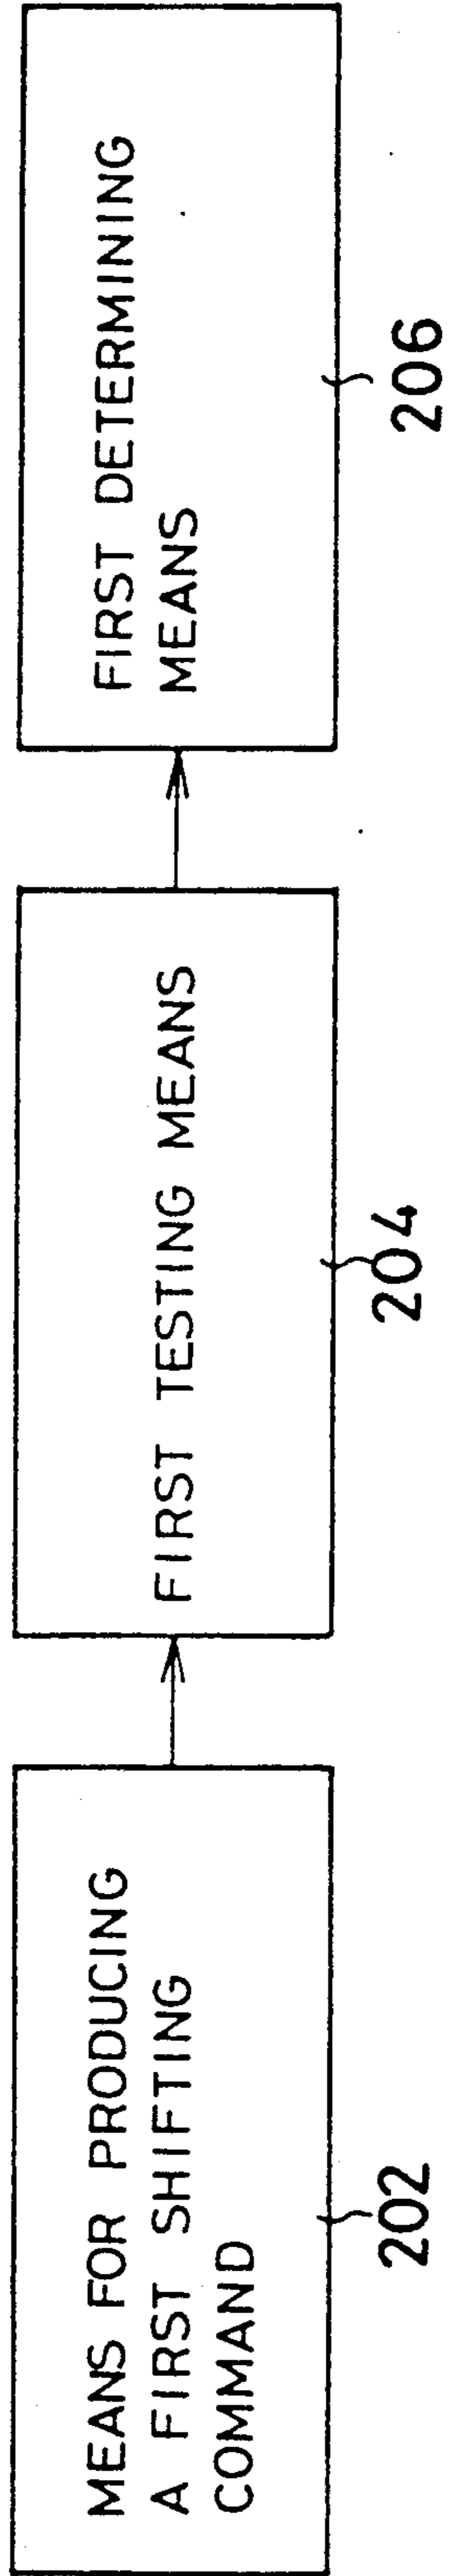 MEANS FOR PRODUCING
A FIRST SHIFTING
COMMAND
202
FIRST TESTING MEANS
204
FIRST DETERMINING
MEANS
206